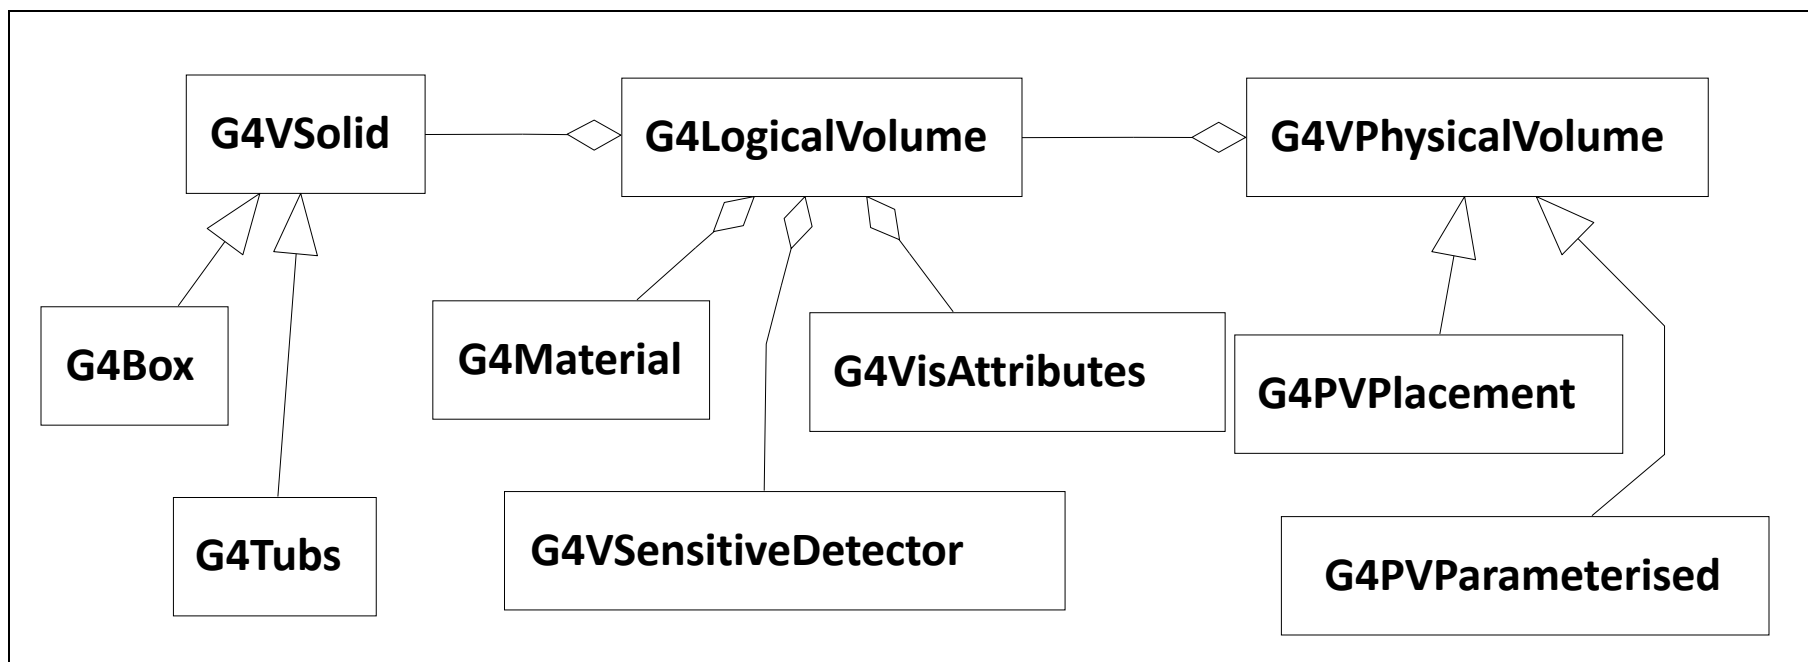 G4VSolid
G4LogicalVolume
G4VPhysicalVolume
G4Box
G4Material
G4VisAttributes
G4PVPlacement
G4Tubs
G4VSensitiveDetector
G4PVParameterised